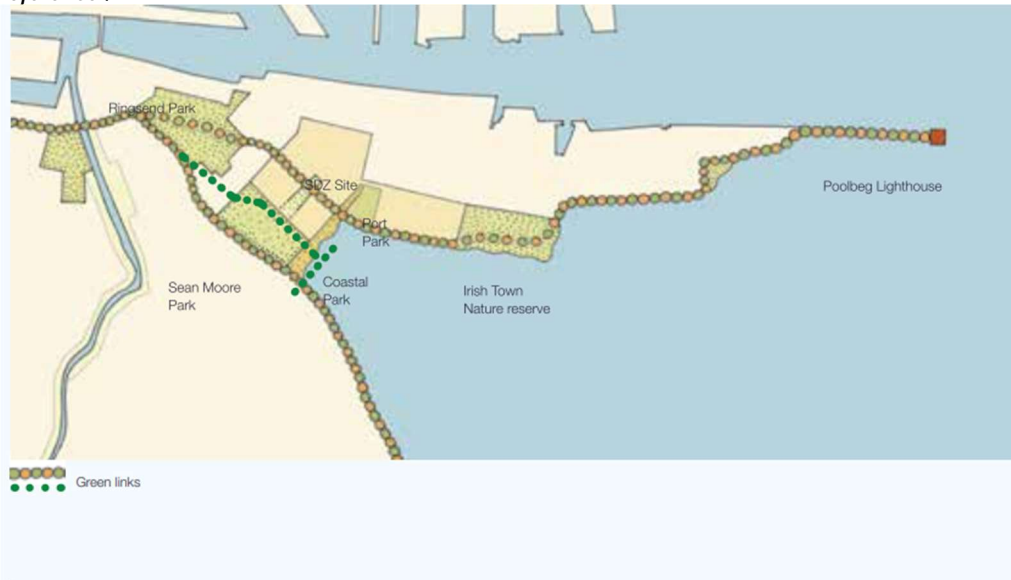 Ringsend Park
SDZ Site
Poolbeg Lighthouse
Port
Park
Sean Moore
Park
Coastal
Park
Irish Town
Nature reserve
Green links